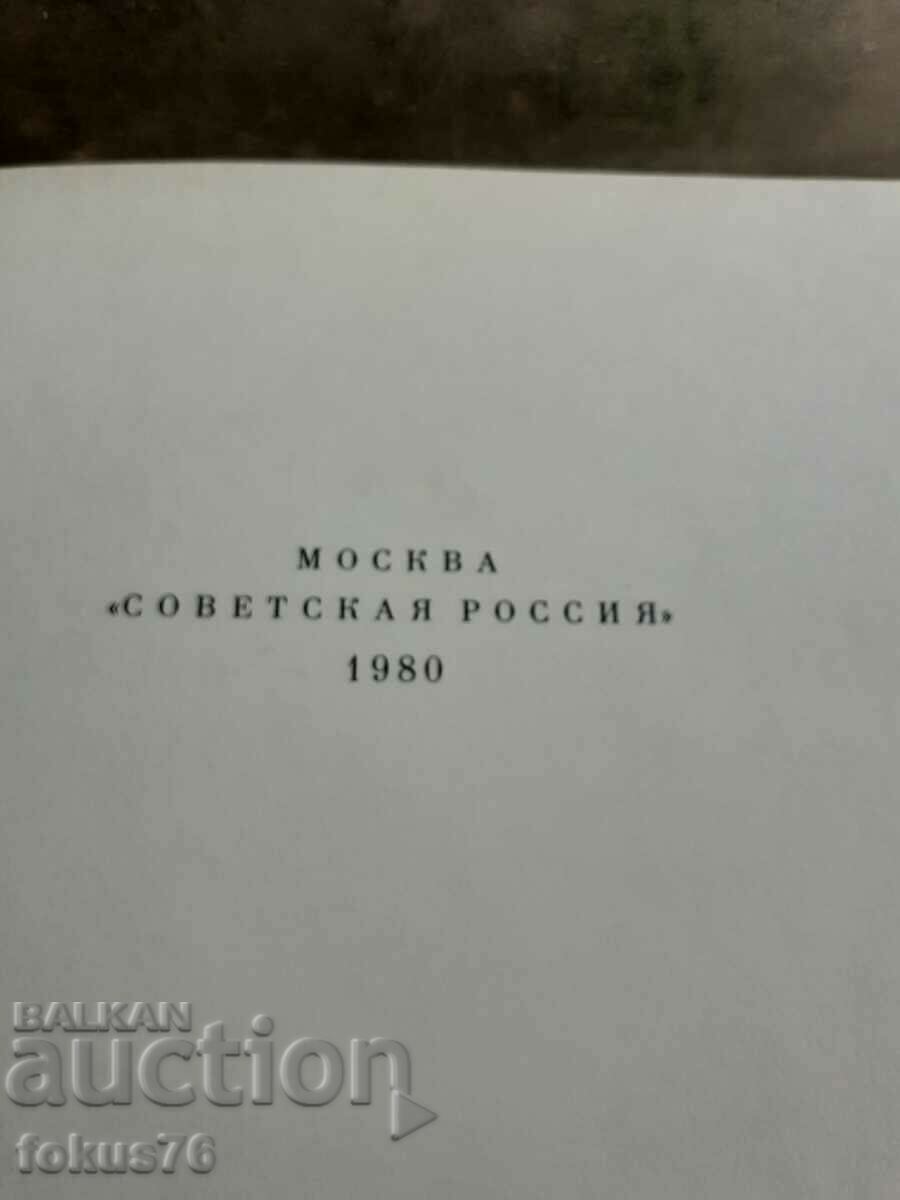 МОСКВА
«СОВЕТСКАЯ РОССИЯ»
1980
BALKAN
auction
fokus76